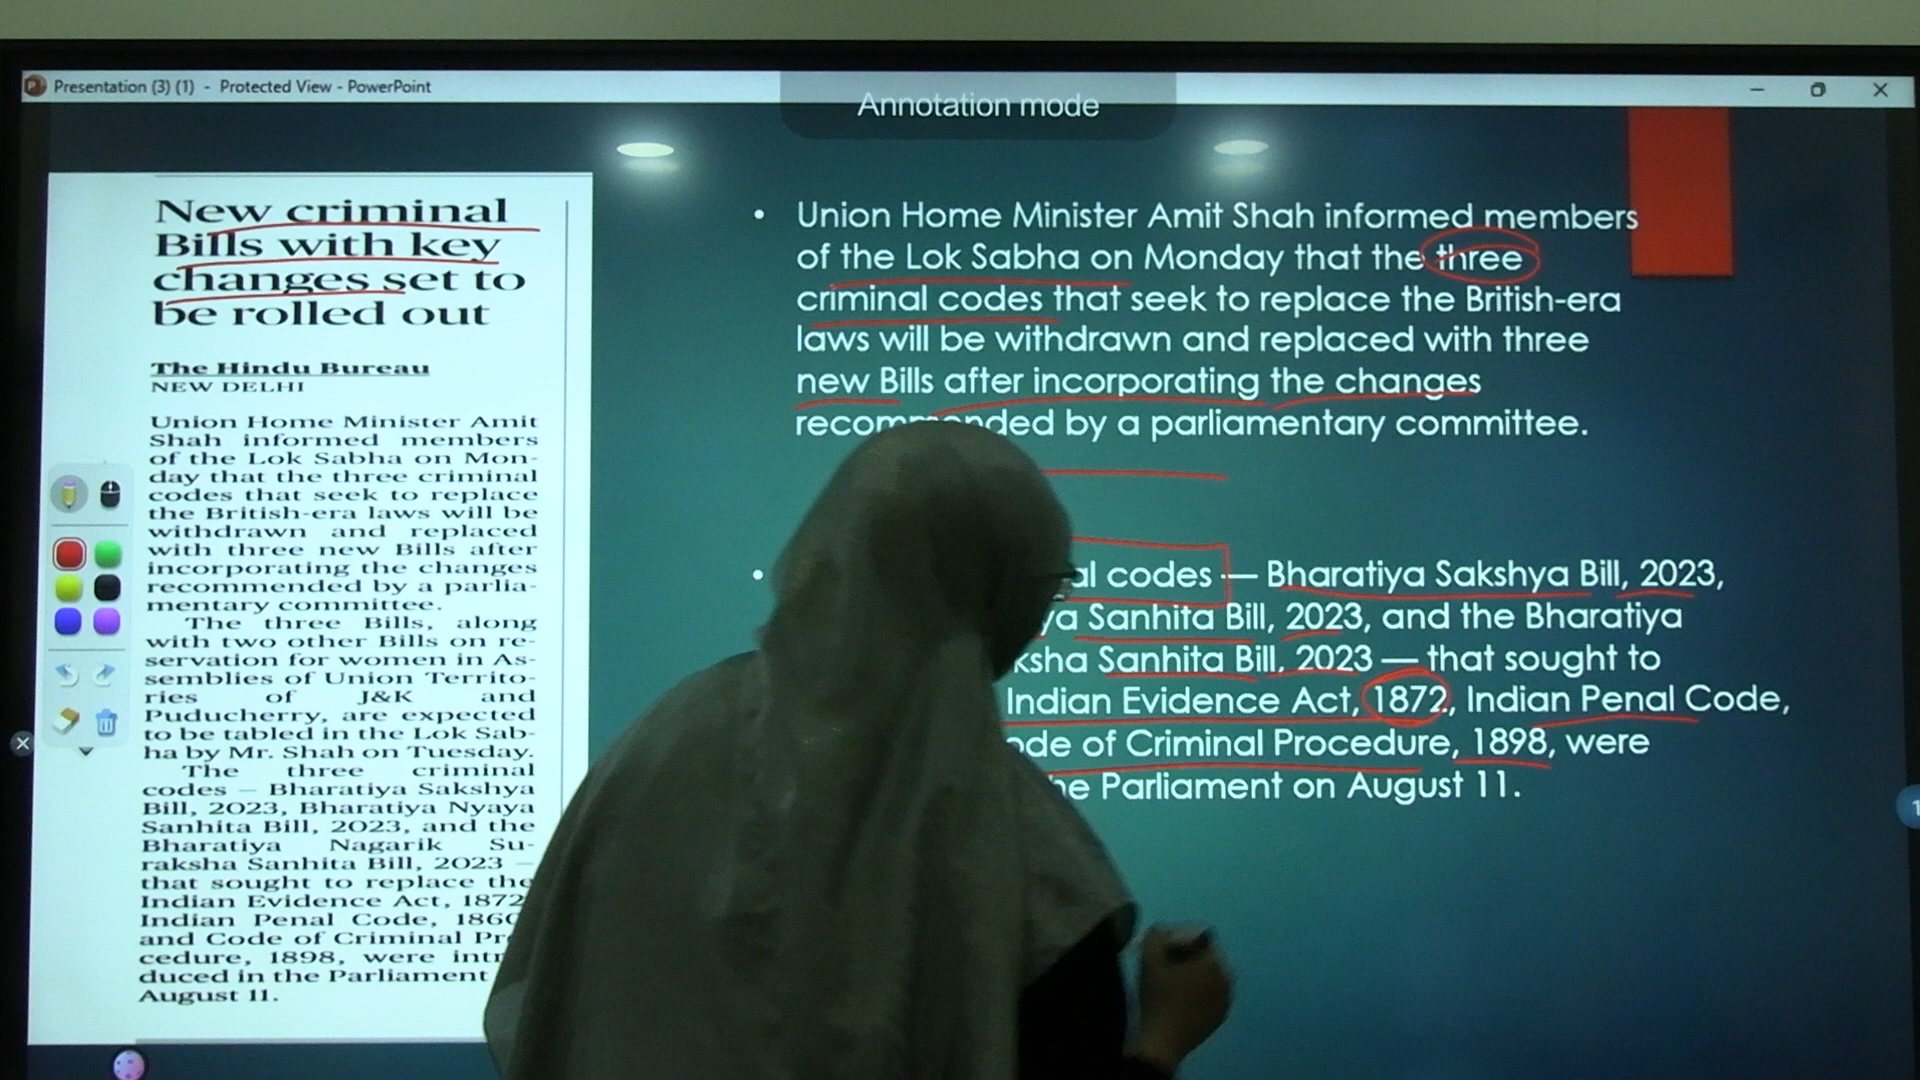 Presentation (3) (1) - Protected View - PowerPoint
Annotation mode
New criminal
Bills with key
changes set to
be rolled out
The Hindu Bureau
NEW DELHI
Union Home Minister Amit
Shah informed members
of the Lok Sabha on Mon-
day that the three criminal
codes that seek to replace
the British-era laws will be
withdrawn and replaced
with three new Bills after
incorporating the changes
recommended by a parlia-
mentary committee.
The three Bills, along
with two other Bills on re-
servation for women in As-
semblies of Union Territo-
ries of J&K and
Puducherry, are expected
to be tabled in the Lok Sab-
ha by Mr. Shah on Tuesday.
The three criminal
codes — Bharatiya Sakshya
Bill, 2023, Bharatiya Nyaya
Sanhita Bill, 2023, and the
Bharatiya Nagarik Su-
raksha Sanhita Bill, 2023 —
that sought to replace the
Indian Evidence Act, 1872
Indian Penal Code, 1860
and Code of Criminal Pr
cedure, 1898, were intr
duced in the Parliament
August 11.
• Union Home Minister Amit Shah informed members
of the Lok Sabha on Monday that the three
criminal codes that seek to replace the British-era
laws will be withdrawn and replaced with three
new Bills after incorporating the changes
recommended by a parliamentary committee.
• al codes — Bharatiya Sakshya Bill, 2023,
ya Sanhita Bill, 2023, and the Bharatiya
ksha Sanhita Bill, 2023 — that sought to
Indian Evidence Act, 1872, Indian Penal Code,
ode of Criminal Procedure, 1898, were
he Parliament on August 11.
1